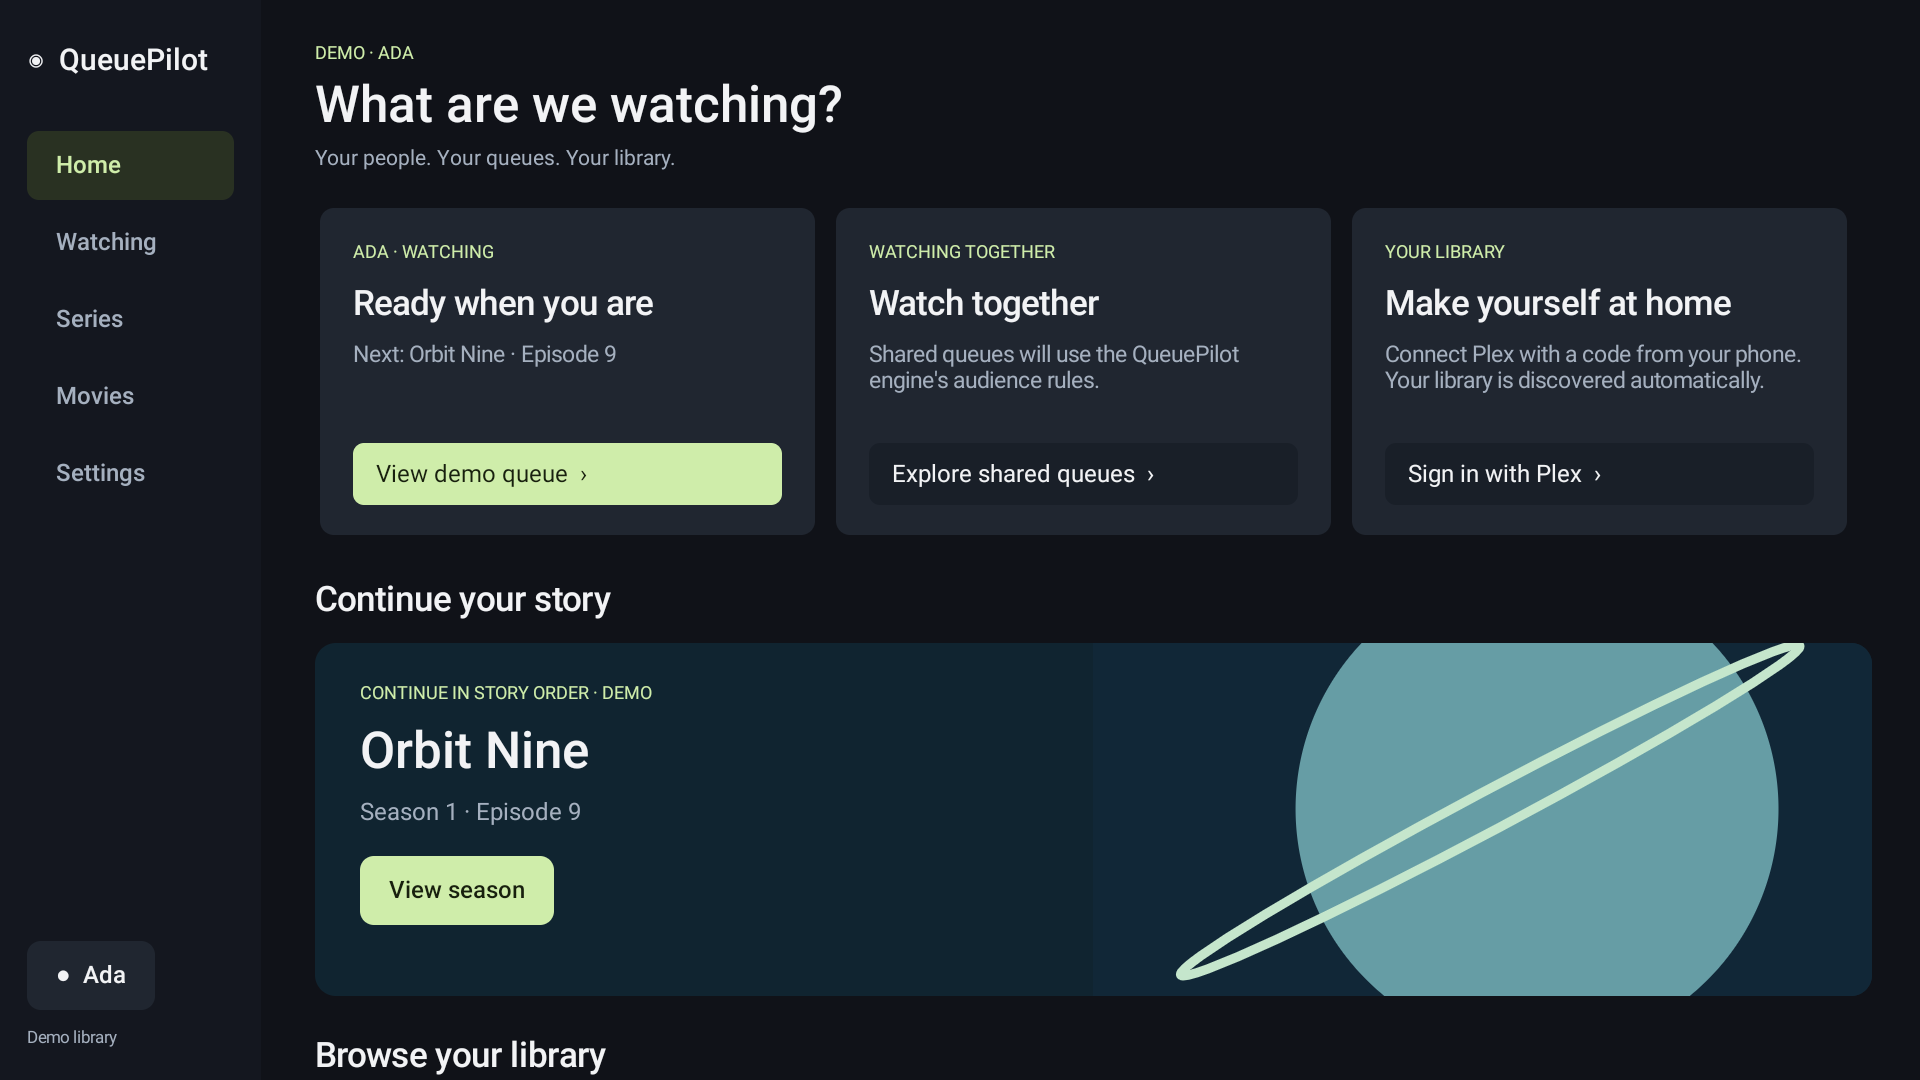 QueuePilot
Home
Watching
Series
Movies
Settings
Ada
Demo library
DEMO · ADA
What are we watching?
Your people. Your queues. Your library.
ADA · WATCHING
Ready when you are
Next: Orbit Nine · Episode 9
View demo queue ›
WATCHING TOGETHER
Watch together
Shared queues will use the QueuePilot
engine's audience rules.
Explore shared queues ›
YOUR LIBRARY
Make yourself at home
Connect Plex with a code from your phone.
Your library is discovered automatically.
Sign in with Plex ›
Continue your story
CONTINUE IN STORY ORDER · DEMO
Orbit Nine
Season 1 · Episode 9
View season
Browse your library